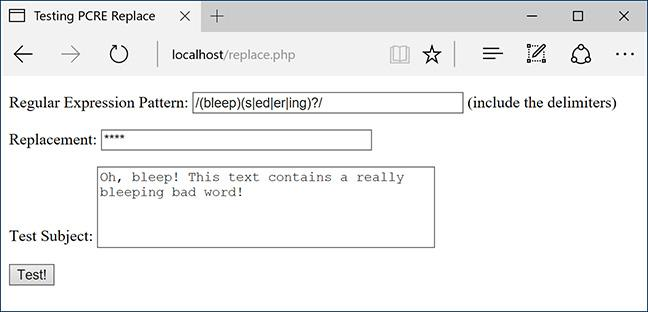 Testing PCRE Replace
localhost/replace.php
Regular Expression Pattern: /(bleep)(s|ed|er|ing)?/ (include the delimiters)
Replacement: ****
Oh, bleep! This text contains a really
bleeping bad word!
Test Subject:
Test!